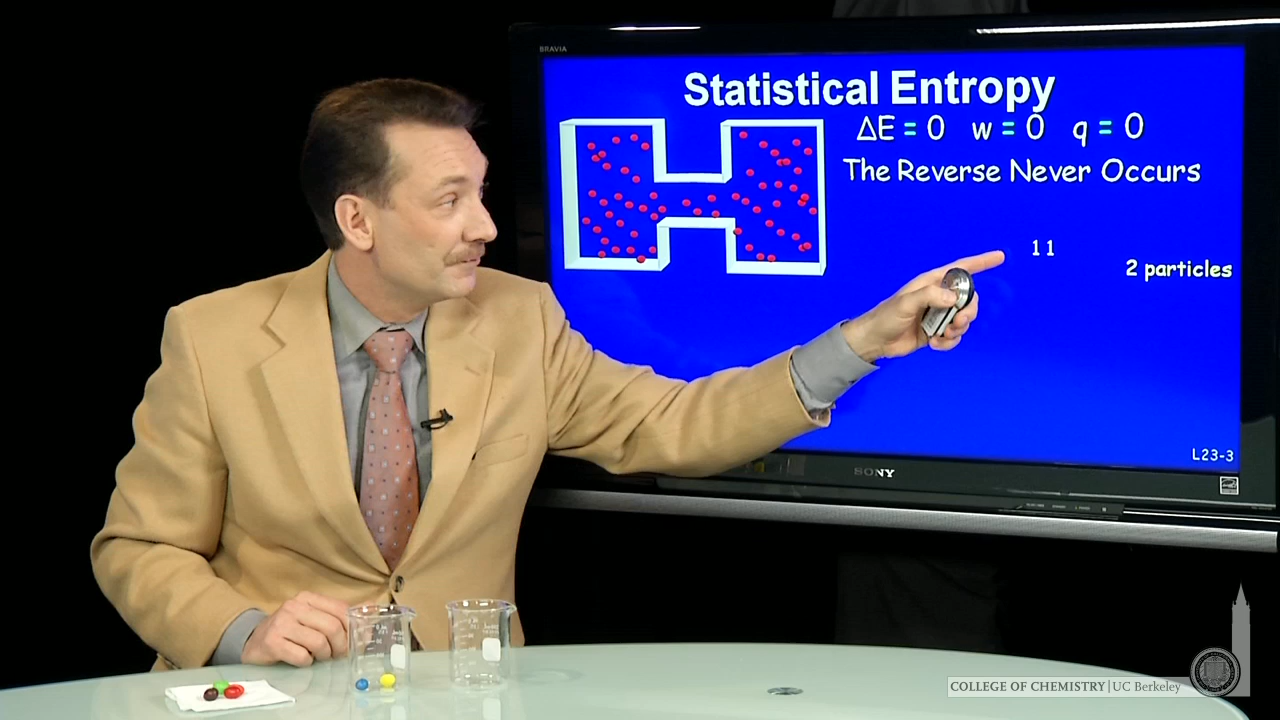 BRAVIA
Statistical Entropy
ΔE = 0 w = 0 q = 0
The Reverse Never Occurs
1 1
2 particles
L23-3
SONY
COLLEGE OF CHEMISTRY | UC Berkeley